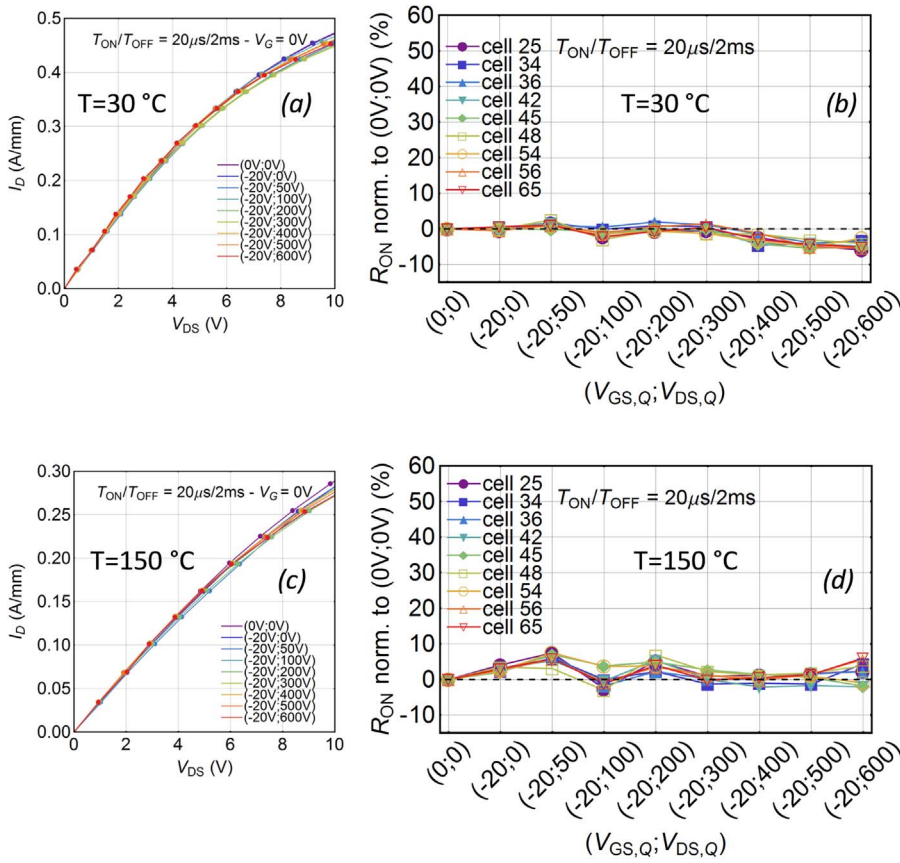 0.5
0.4
0.3
0.2
0.1
0.0
I_D (A/mm)
T_ON/T_OFF = 20μs/2ms - V_G = 0V
T=30 °C
(a)
(0V;0V)
(-20V;0V)
(-20V;50V)
(-20V;100V)
(-20V;200V)
(-20V;300V)
(-20V;400V)
(-20V;500V)
(-20V;600V)
0 2 4 6 8 10
V_DS (V)
R_ON norm. to (0V;0V) (%)
60
50
40
30
20
10
0
-10
cell 25
cell 34
cell 36
cell 42
cell 45
cell 48
cell 54
cell 56
cell 65
T_ON/T_OFF = 20μs/2ms
T=30 °C
(b)
(0;0)
(-20;0)
(-20;50)
(-20;100)
(-20;200)
(-20;300)
(-20;400)
(-20;500)
(-20;600)
(V_GS,Q;V_DS,Q)
0.30
0.25
0.20
0.15
0.10
0.05
0.00
I_D (A/mm)
T_ON/T_OFF = 20μs/2ms - V_G = 0V
T=150 °C
(c)
(0V;0V)
(-20V;0V)
(-20V;50V)
(-20V;100V)
(-20V;200V)
(-20V;300V)
(-20V;400V)
(-20V;500V)
(-20V;600V)
0 2 4 6 8 10
V_DS (V)
R_ON norm. to (0V;0V) (%)
60
50
40
30
20
10
0
-10
cell 25
cell 34
cell 36
cell 42
cell 45
cell 48
cell 54
cell 56
cell 65
T_ON/T_OFF = 20μs/2ms
T=150 °C
(d)
(0;0)
(-20;0)
(-20;50)
(-20;100)
(-20;200)
(-20;300)
(-20;400)
(-20;500)
(-20;600)
(V_GS,Q;V_DS,Q)